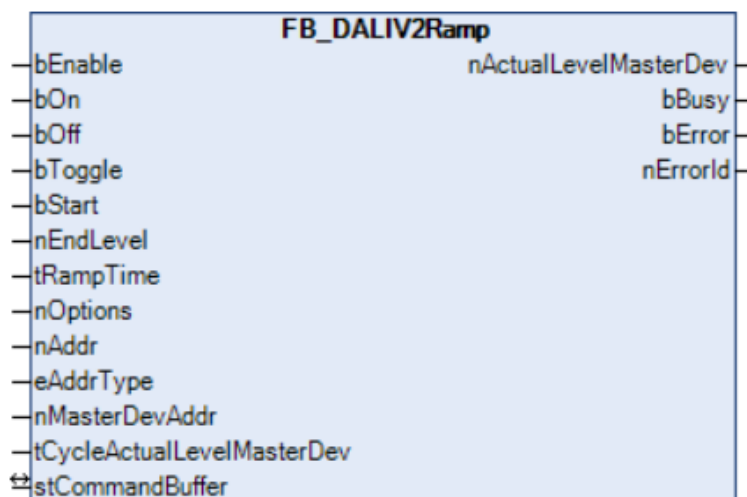 FB_DALIV2Ramp
bEnable nActualLevelMasterDev
bOn bBusy
bOff bError
bToggle nErrorId
bStart
nEndLevel
tRampTime
nOptions
nAddr
eAddrType
nMasterDevAddr
tCycleActualLevelMasterDev
stCommandBuffer